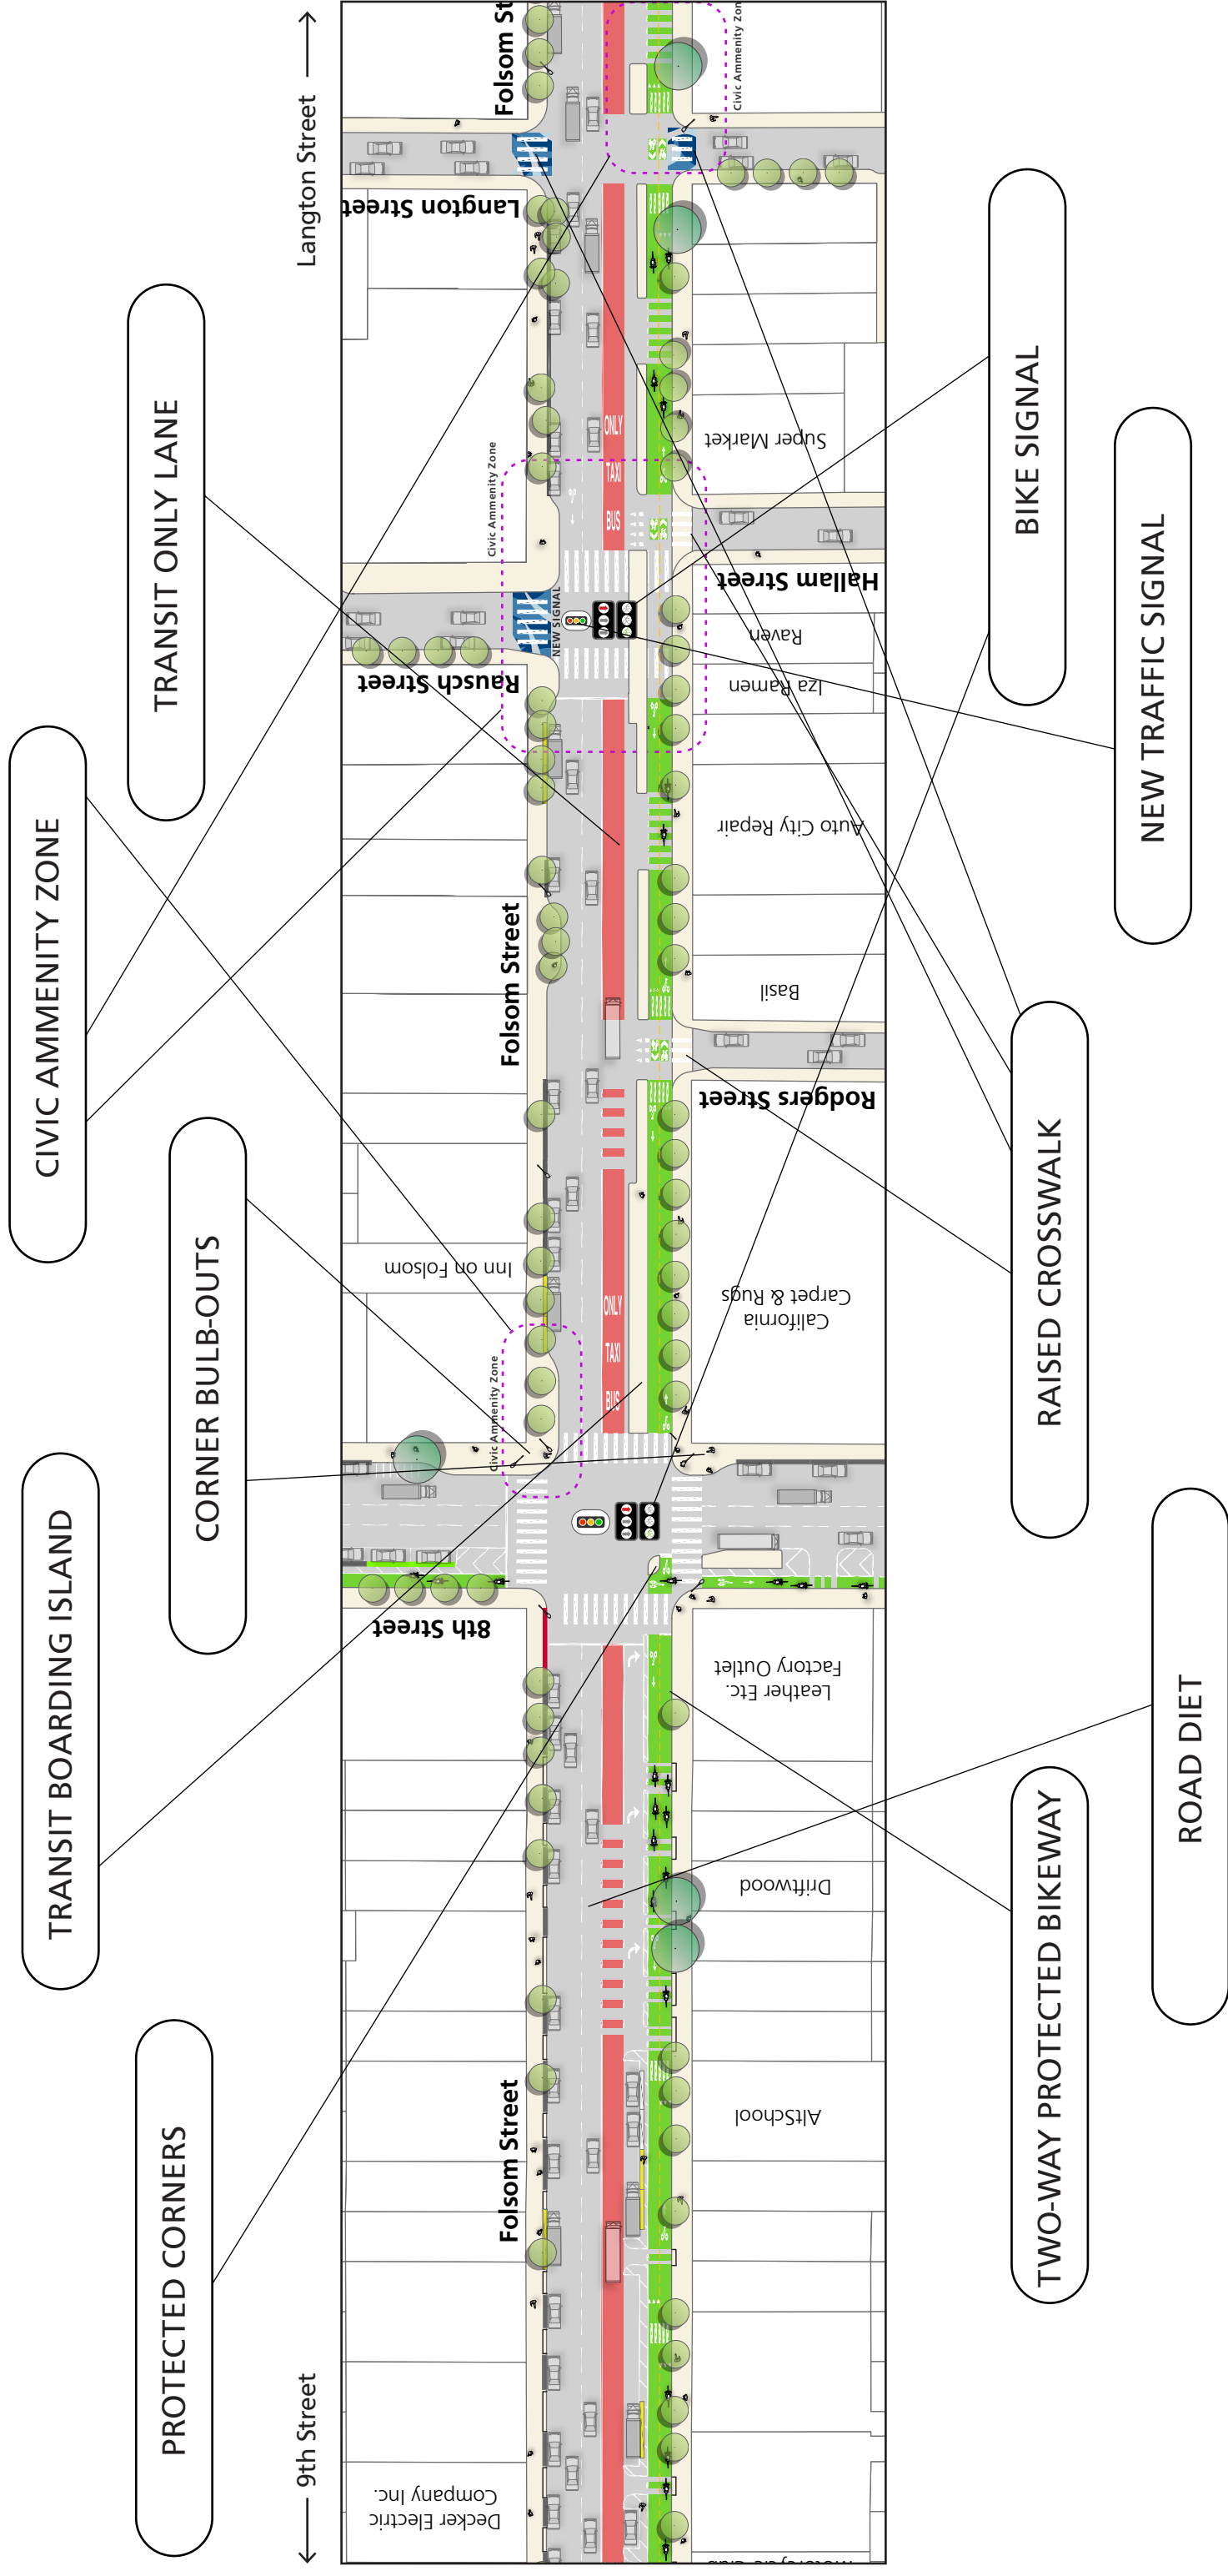 PROTECTED CORNERS
TRANSIT BOARDING ISLAND
CORNER BULB-OUTS
CIVIC AMMENITY ZONE
TRANSIT ONLY LANE
9th Street
Langton Street
Decker Electric
Company Inc.
8th Street
Inn on Folsom
Rausch Street
Langton Street
Civic Ammenity Zone
Civic Ammenity Zone
Folsom Street
Folsom Street
Folsom St
NEW SIGNAL
BUS TAXI ONLY
BUS TAXI ONLY
Civic Ammenity Zon
AltSchool
Driftwood
Leather Etc.
Factory Outlet
California
Carpet & Rugs
Rodgers Street
Basil
Auto City Repair
Iza Ramen
Raven
Hallam Street
Super Market
TWO-WAY PROTECTED BIKEWAY
ROAD DIET
RAISED CROSSWALK
NEW TRAFFIC SIGNAL
BIKE SIGNAL